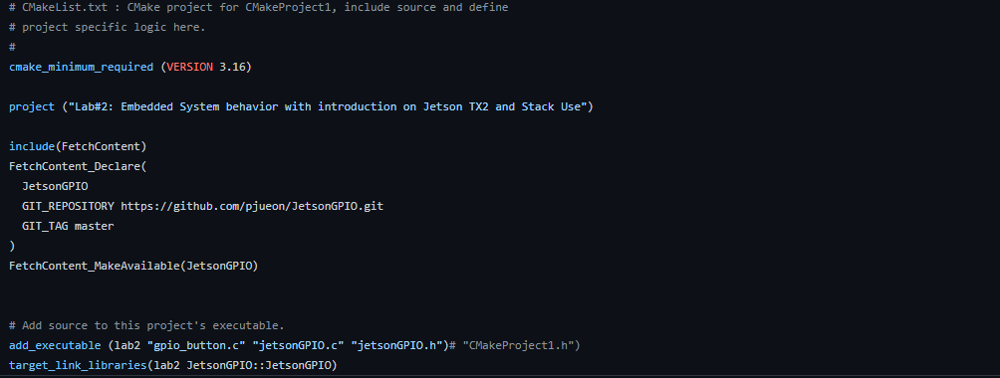 # CMakeList.txt : CMake project for CMakeProject1, include source and define
# project specific logic here.
#
cmake_minimum_required (VERSION 3.16)
project ("Lab#2: Embedded System behavior with introduction on Jetson TX2 and Stack Use")
include(FetchContent)
FetchContent_Declare(
  JetsonGPIO
  GIT_REPOSITORY https://github.com/pjueon/JetsonGPIO.git
  GIT_TAG master
)
FetchContent_MakeAvailable(JetsonGPIO)
# Add source to this project's executable.
add_executable (lab2 "gpio_button.c" "jetsonGPIO.c" "jetsonGPIO.h")# "CMakeProject1.h")
target_link_libraries(lab2 JetsonGPIO::JetsonGPIO)